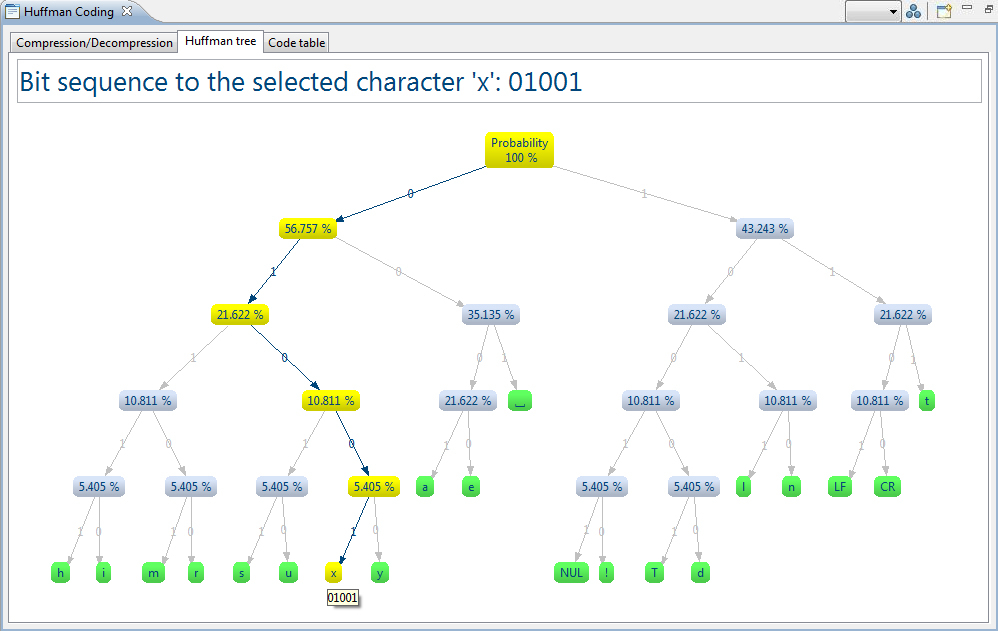 Huffman Coding
Compression/Decompression Huffman tree Code table
Bit sequence to the selected character 'x': 01001
Probability
100 %
0 1
56.757 % 43.243 %
1 0 0 1
21.622 % 35.135 % 21.622 % 21.622 %
1 0 0 1 0 1 0 1
10.811 % 10.811 % 21.622 % ⎵ 10.811 % 10.811 % 10.811 % t
1 0 1 0 1 0 1 0 1 0 1 0
5.405 % 5.405 % 5.405 % 5.405 % a e 5.405 % 5.405 % l n LF CR
1 0 1 0 1 0 1 0 1 0 1 0
h i m r s u x y NUL ! T d
01001